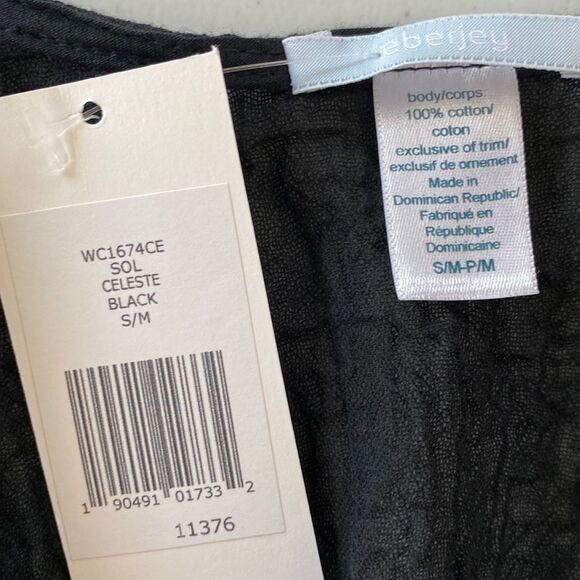 eberjey
body/corps:
100% cotton/
coton
exclusive of trim/
exclusif de ornement
Made in
Dominican Republic/
Fabriqué en
République
Dominicaine
S/M-P/M
WC1674CE
SOL
CELESTE
BLACK
S/M
1 90491 01733 2
11376